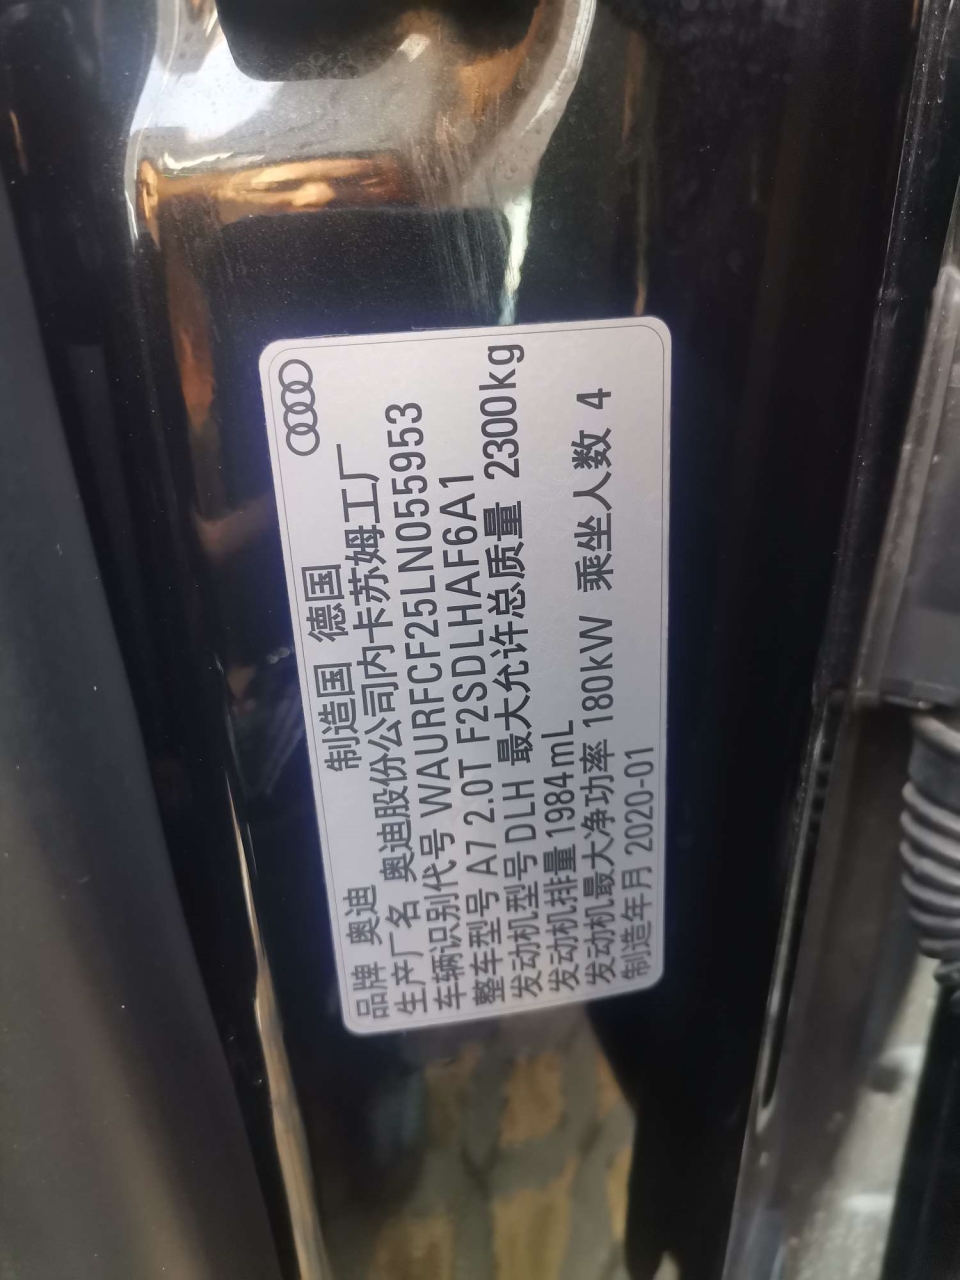 品牌 奥迪 制造国 德国
生产厂名 奥迪股份公司内卡苏姆工厂
车辆识别代号 WAURFCF25LN055953
整车型号 A7 2.0T F2SDLHAF6A1
发动机型号 DLH 最大允许总质量 2300kg
发动机排量 1984mL
发动机最大净功率 180kW 乘坐人数 4
制造年月 2020-01